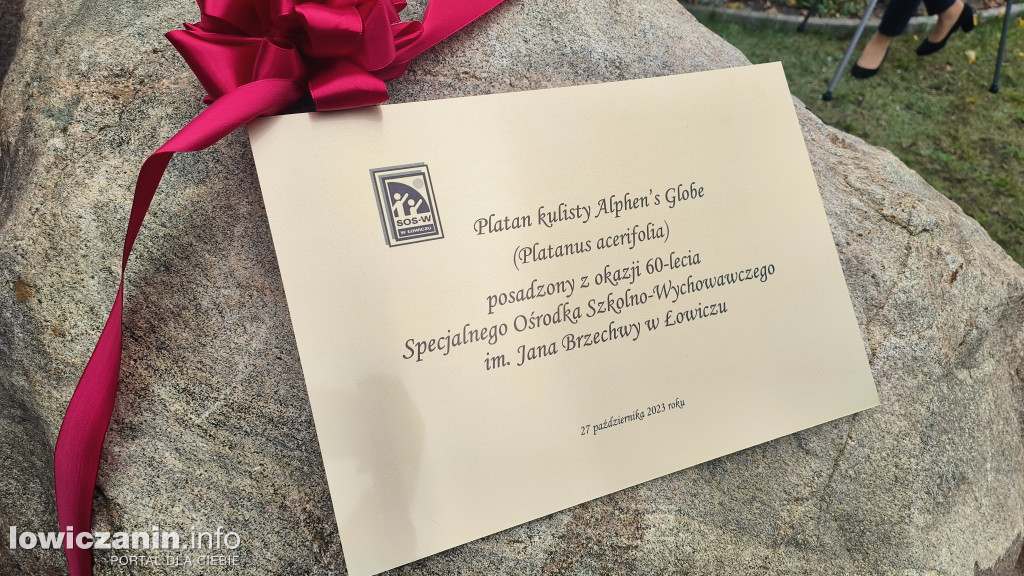 SOS-W
W ŁOWICZU
Platan kulisty Alphen's Globe
(Platanus acerifolia)
posadzony z okazji 60-lecia
Specjalnego Ośrodka Szkolno-Wychowawczego
im. Jana Brzechwy w Łowiczu
27 października 2023 roku
lowiczanin.info
PORTAL DLA CIEBIE